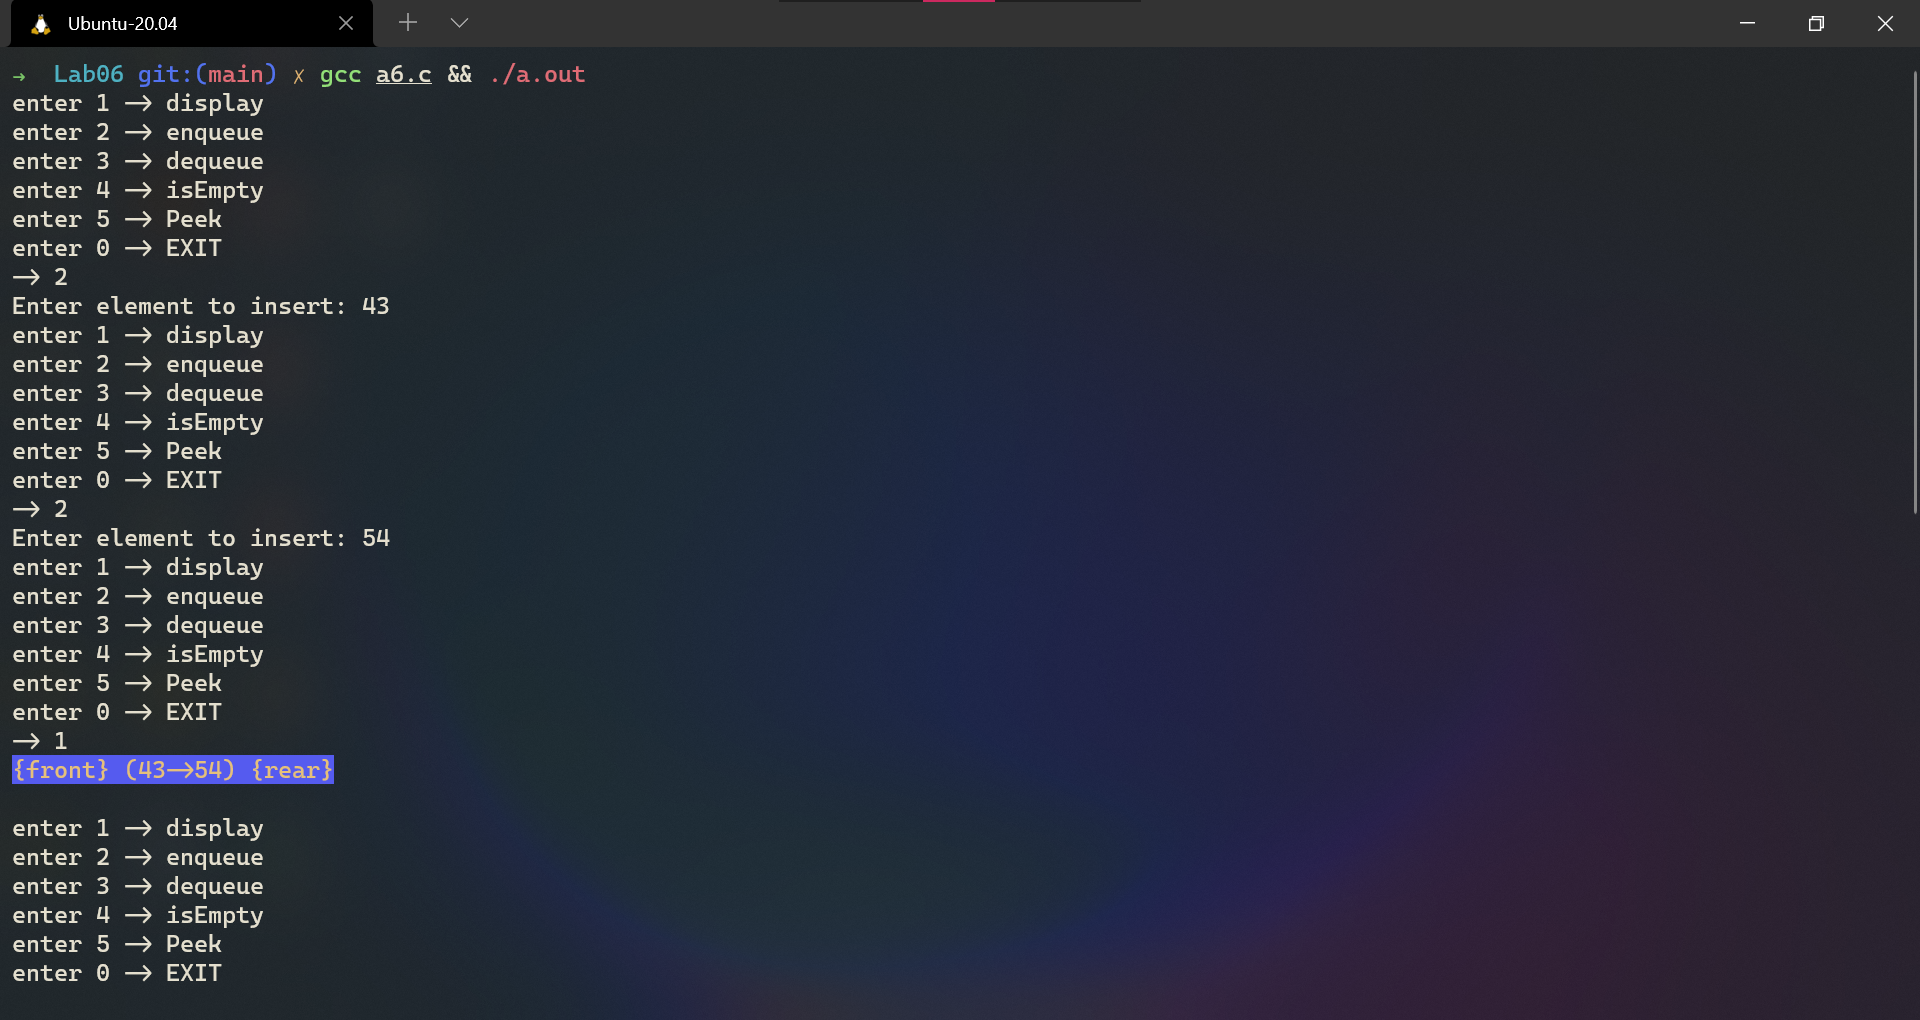 Ubuntu-20.04
→ Lab06 git:(main) ✗ gcc a6.c && ./a.out
enter 1 --> display
enter 2 --> enqueue
enter 3 --> dequeue
enter 4 --> isEmpty
enter 5 --> Peek
enter 0 --> EXIT
--> 2
Enter element to insert: 43
enter 1 --> display
enter 2 --> enqueue
enter 3 --> dequeue
enter 4 --> isEmpty
enter 5 --> Peek
enter 0 --> EXIT
--> 2
Enter element to insert: 54
enter 1 --> display
enter 2 --> enqueue
enter 3 --> dequeue
enter 4 --> isEmpty
enter 5 --> Peek
enter 0 --> EXIT
--> 1
{front} (43-->54) {rear}
enter 1 --> display
enter 2 --> enqueue
enter 3 --> dequeue
enter 4 --> isEmpty
enter 5 --> Peek
enter 0 --> EXIT